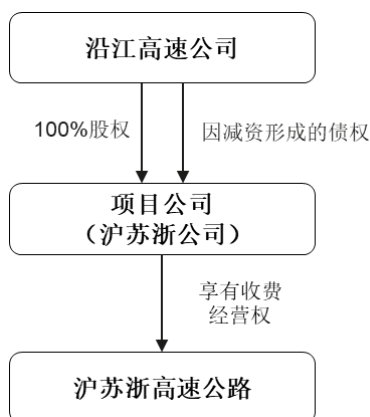 沿江高速公司
100%股权
因减资形成的债权
项目公司
（沪苏浙公司）
享有收费
经营权
沪苏浙高速公路